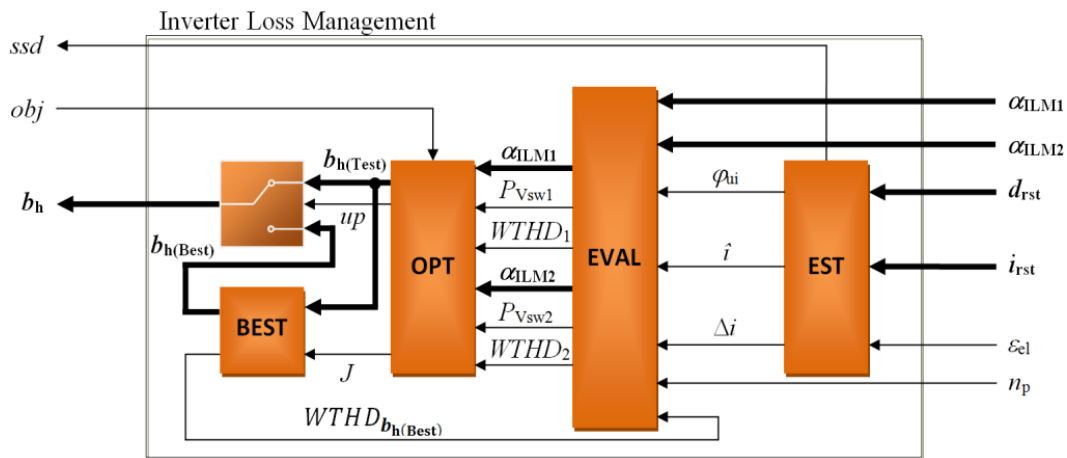 Inverter Loss Management
ssd
obj
α_ILM1
α_ILM2
b_h(Test)
α_ILM1
φ_ui
d_rst
b_h
up
P_Vsw1
b_h(Best)
WTHD_1
OPT
EVAL
î
EST
i_rst
α_ILM2
BEST
P_Vsw2
Δi
J
WTHD_2
ε_el
n_p
WTHD_b_h(Best)